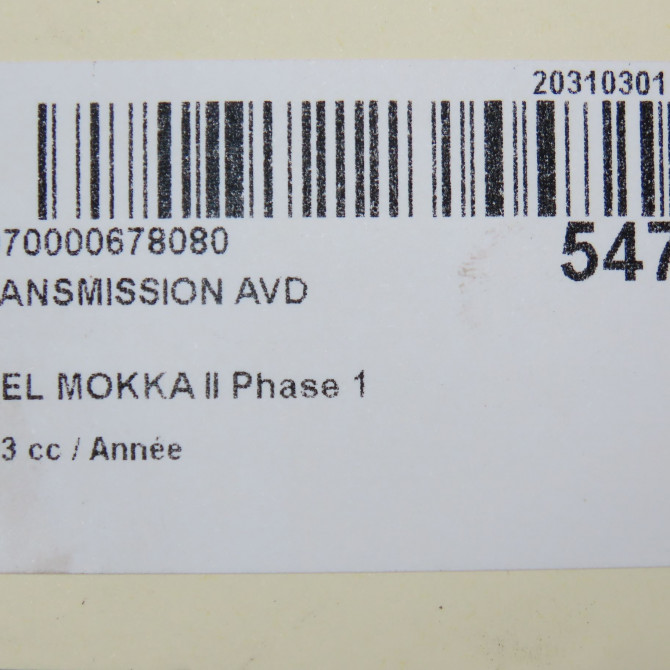 20310301
70000678080
547
ANSMISSION AVD
EL MOKKA II Phase 1
3 cc / Année